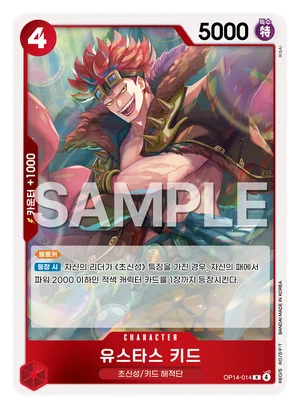 4
5000
특수
特
카운터 +1000
SAMPLE
블로커
등장 시 자신의 리더가 《초신성》 특징을 가진 경우, 자신의 패에서
파워 2000 이하인 적색 캐릭터 카드를 1장까지 등장시킨다.
CHARACTER
유스타스 키드
초신성/키드 해적단
OP14-014 R
BANDAI MADE IN KOREA